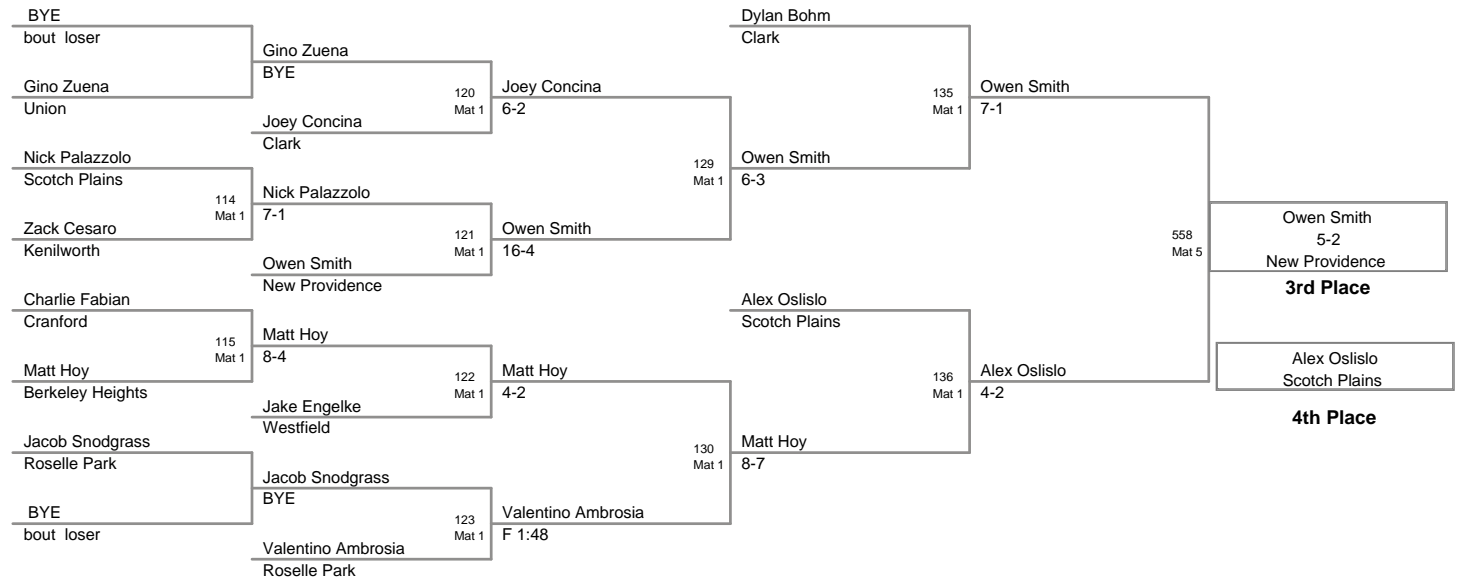 BYE
bout loser
Gino Zuena
Union
Nick Palazzolo
Scotch Plains
Zack Cesaro
Kenilworth
Charlie Fabian
Cranford
Matt Hoy
Berkeley Heights
Jacob Snodgrass
Roselle Park
BYE
bout loser
114
Mat 1
115
Mat 1
Gino Zuena
BYE
Joey Concina
Clark
Nick Palazzolo
7-1
Owen Smith
New Providence
Matt Hoy
8-4
Jake Engelke
Westfield
Jacob Snodgrass
BYE
Valentino Ambrosia
Roselle Park
120
Mat 1
121
Mat 1
122
Mat 1
123
Mat 1
Joey Concina
6-2
Owen Smith
16-4
Matt Hoy
4-2
Valentino Ambrosia
F 1:48
129
Mat 1
130
Mat 1
Dylan Bohm
Clark
Owen Smith
6-3
Alex Oslislo
Scotch Plains
Matt Hoy
8-7
135
Mat 1
136
Mat 1
Owen Smith
7-1
Alex Oslislo
4-2
558
Mat 5
Owen Smith
5-2
New Providence
3rd Place
Alex Oslislo
Scotch Plains
4th Place